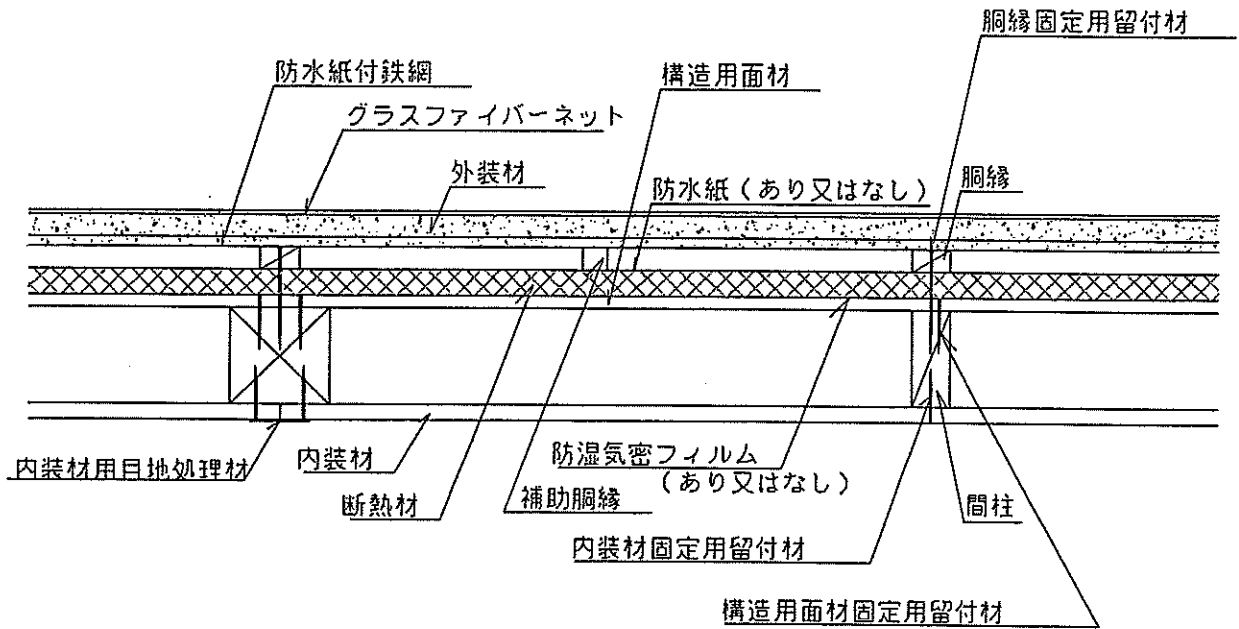 胴縁固定用留付材
防水紙付鉄網
構造用面材
グラスファイバーネット
外装材
防水紙(あり又はなし)
胴縁
内装材用目地処理材
内装材
断熱材
補助胴縁
防湿気密フィルム
(あり又はなし)
間柱
内装材固定用留付材
構造用面材固定用留付材